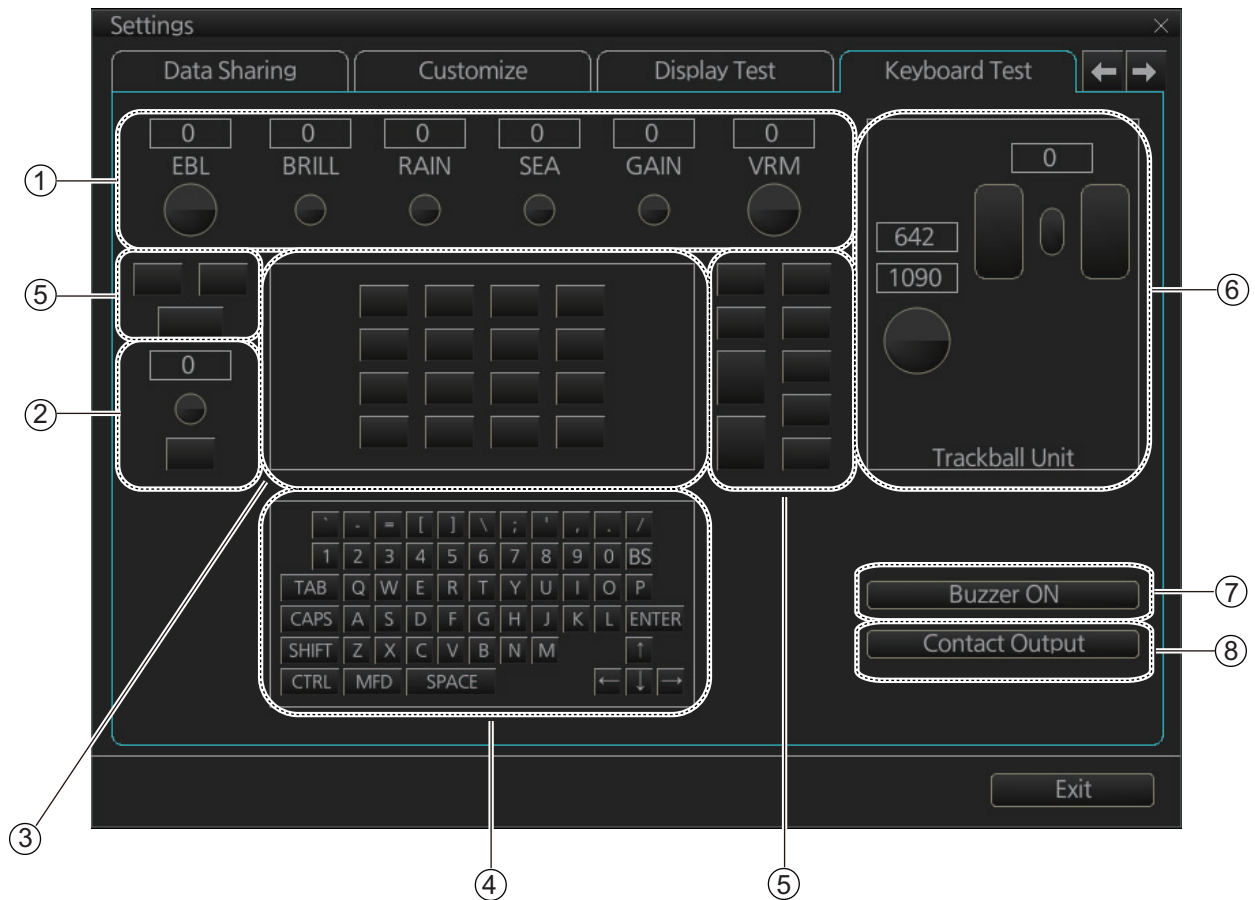 Settings
Data Sharing Customize Display Test Keyboard Test ← →
0 0 0 0 0 0 0
① EBL BRILL RAIN SEA GAIN VRM
642
⑤ 1090 ⑥
② 0
Trackball Unit
` - = [ ] \ ; ' , . /
1 2 3 4 5 6 7 8 9 0 BS
TAB Q W E R T Y U I O P
Buzzer ON ⑦
CAPS A S D F G H J K L ENTER
Contact Output ⑧
SHIFT Z X C V B N M ↑
CTRL MFD SPACE ← ↓ →
Exit
③
④ ⑤